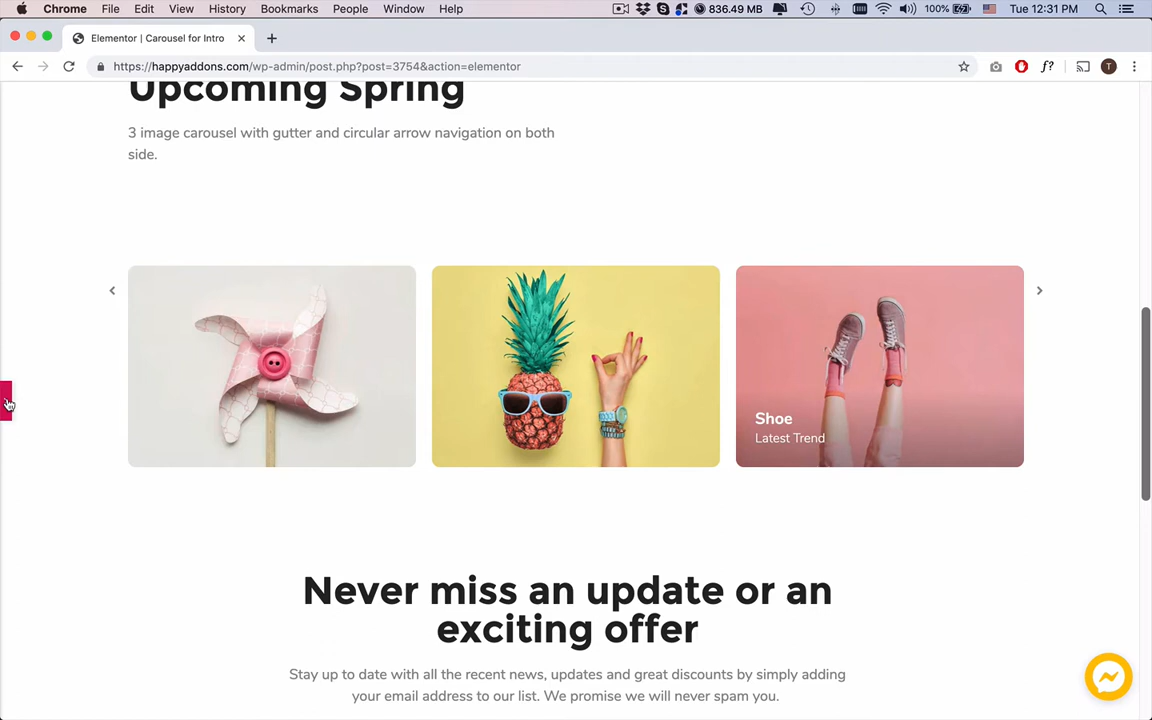 Chrome File Edit View History Bookmarks People Window Help 836.49 MB 100% Tue 12:31 PM
Elementor | Carousel for Intro
https://happyaddons.com/wp-admin/post.php?post=3754&action=elementor
f?
T
Upcoming Spring
3 image carousel with gutter and circular arrow navigation on both
side.
Shoe
Latest Trend
Never miss an update or an
exciting offer
Stay up to date with all the recent news, updates and great discounts by simply adding
your email address to our list. We promise we will never spam you.